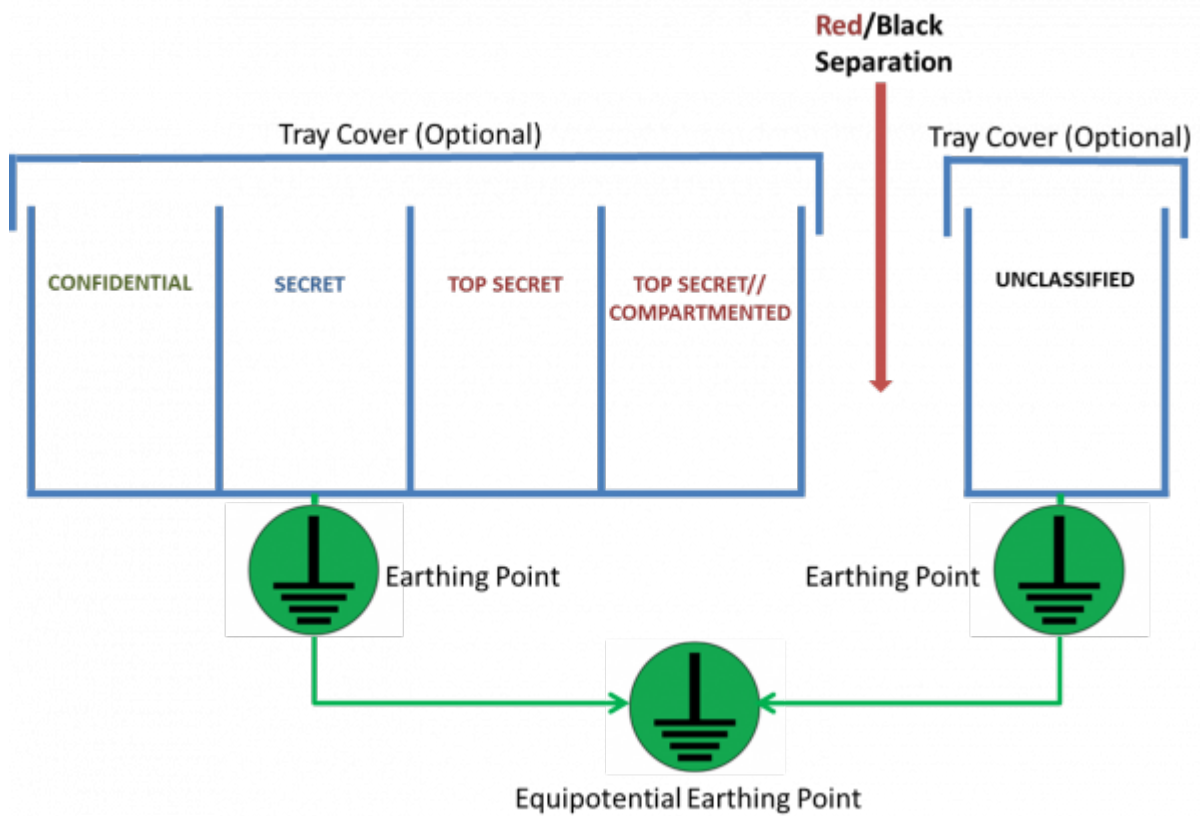 Red/Black
Separation
Tray Cover (Optional)
Tray Cover (Optional)
CONFIDENTIAL
SECRET
TOP SECRET
TOP SECRET//
COMPARTMENTED
UNCLASSIFIED
Earthing Point
Earthing Point
Equipotential Earthing Point